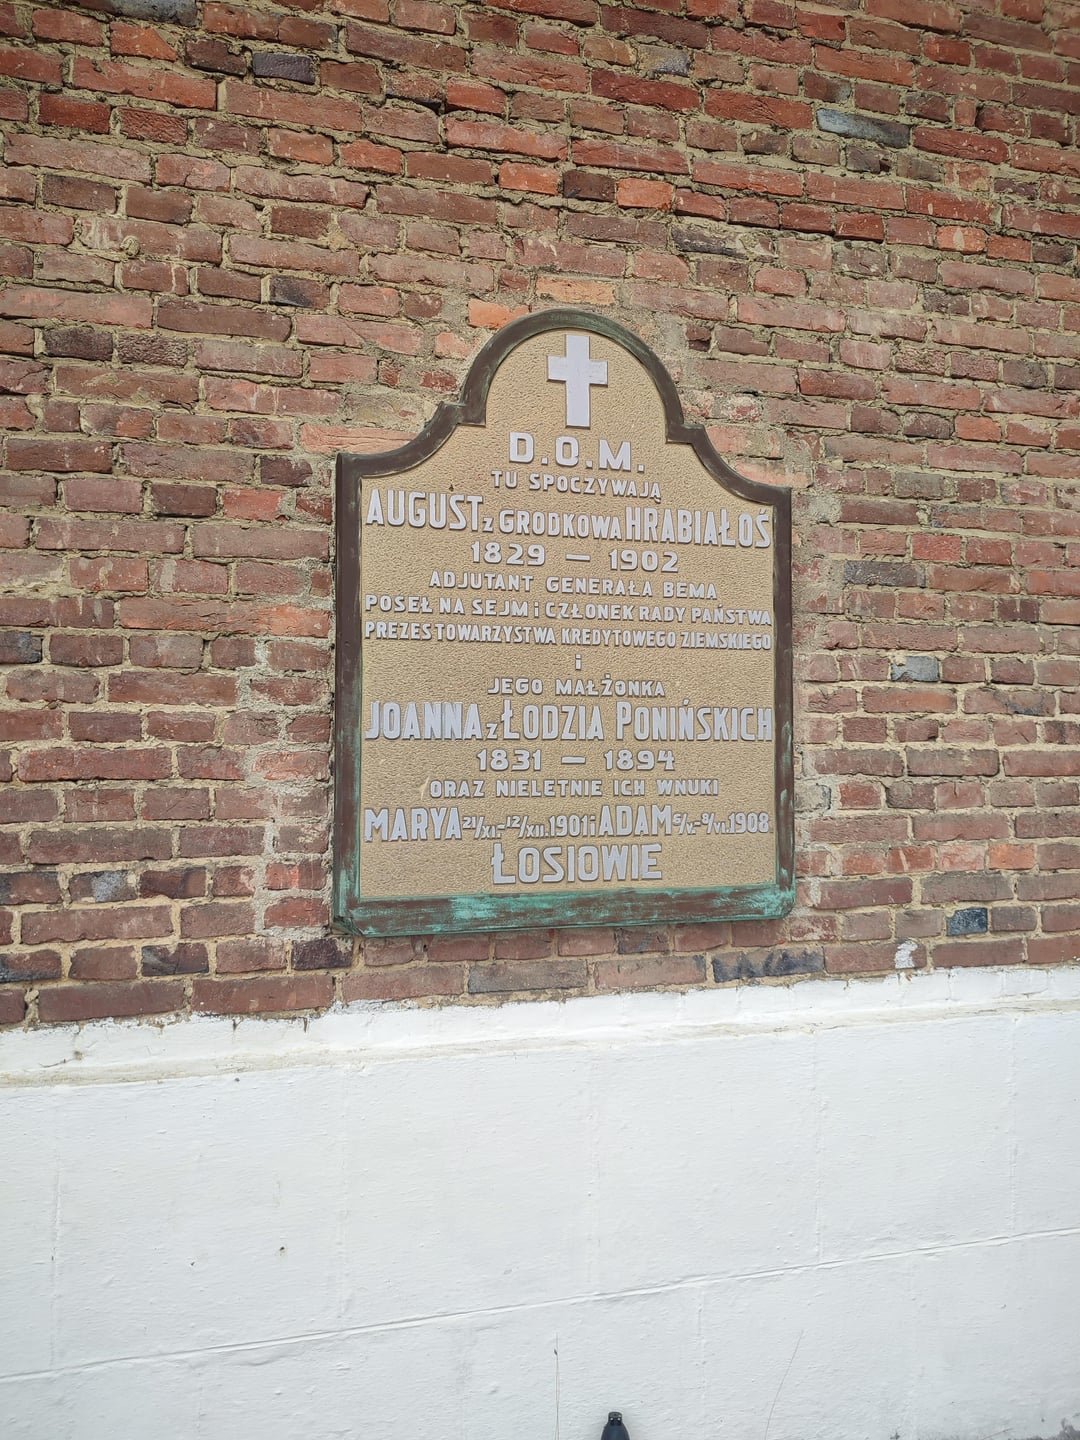 D.O.M.
TU SPOCZYWAJĄ
AUGUST z GRODKOWA HRABIA ŁOŚ
1829 — 1902
ADJUTANT GENERAŁA BEMA
POSEŁ NA SEJM i CZŁONEK RADY PAŃSTWA
PREZES TOWARZYSTWA KREDYTOWEGO ZIEMSKIEGO
i
JEGO MAŁŻONKA
JOANNA z ŁODZIA PONIŃSKICH
1831 — 1894
ORAZ NIELETNIE ICH WNUKI
MARYA 21/XI-12/XII.1901 i ADAM 6/V.-8/VI.1908
ŁOSIOWIE